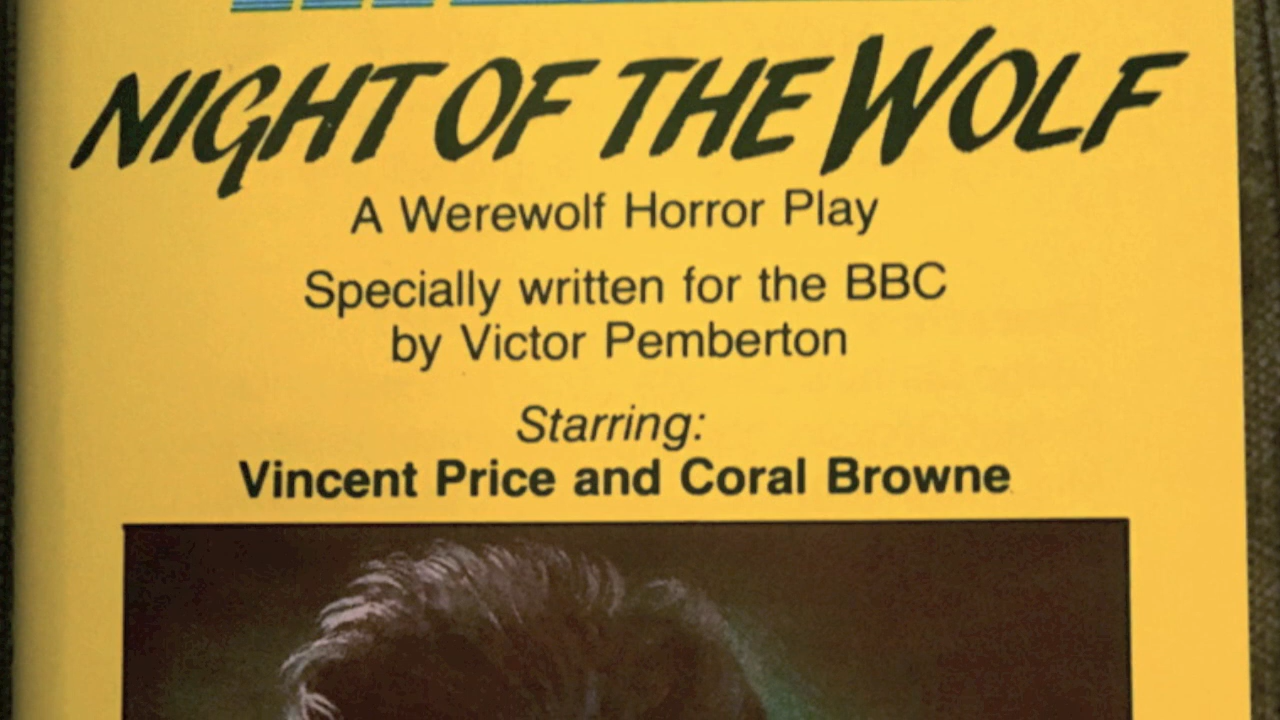 NIGHT OF THE WOLF
A Werewolf Horror Play
Specially written for the BBC
by Victor Pemberton
Starring:
Vincent Price and Coral Browne